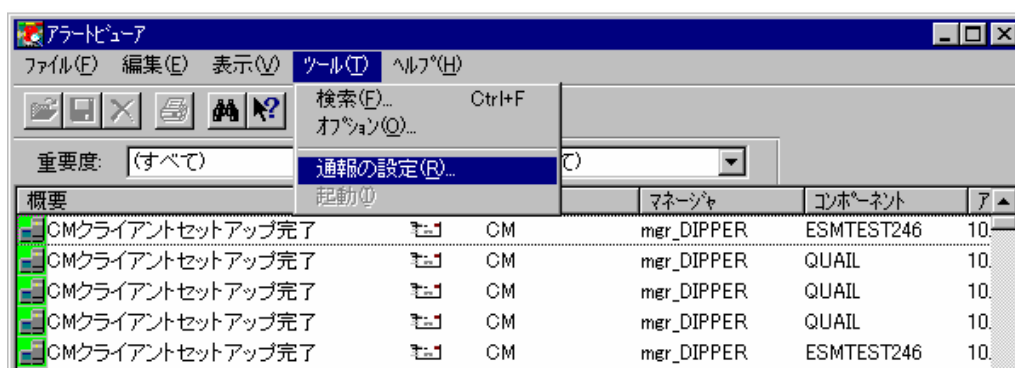 アラートビューア
ファイル(F) 編集(E) 表示(V) ツール(T) ヘルプ(H)
検索(F)... Ctrl+F
オプション(O)...
通報の設定(R)...
起動(I)
重要度: (すべて) て)
概要 マネージャ コンポーネント ア
CMクライアントセットアップ完了 CM mgr_DIPPER ESMTEST246 10.
CMクライアントセットアップ完了 CM mgr_DIPPER QUAIL 10.
CMクライアントセットアップ完了 CM mgr_DIPPER QUAIL 10.
CMクライアントセットアップ完了 CM mgr_DIPPER QUAIL 10.
CMクライアントセットアップ完了 CM mgr_DIPPER ESMTEST246 10.